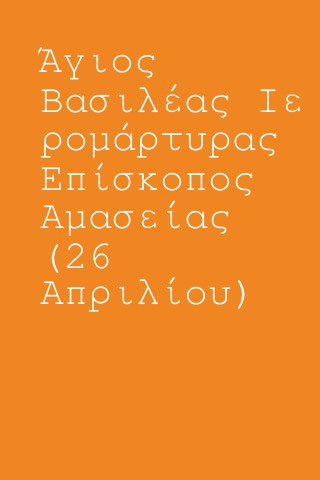 Άγιος
Βασιλέας Ιε
ρομάρτυρας
Επίσκοπος
Αμασείας
(26
Απριλίου)